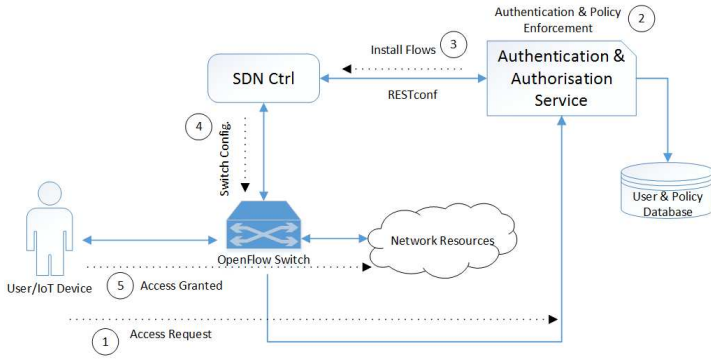 Authentication & Policy
Enforcement
2
Install Flows
3
SDN Ctrl
RESTconf
Authentication &
Authorisation
Service
4
Switch Config.
User & Policy
Database
Network Resources
OpenFlow Switch
User/IoT Device
5
Access Granted
1
Access Request